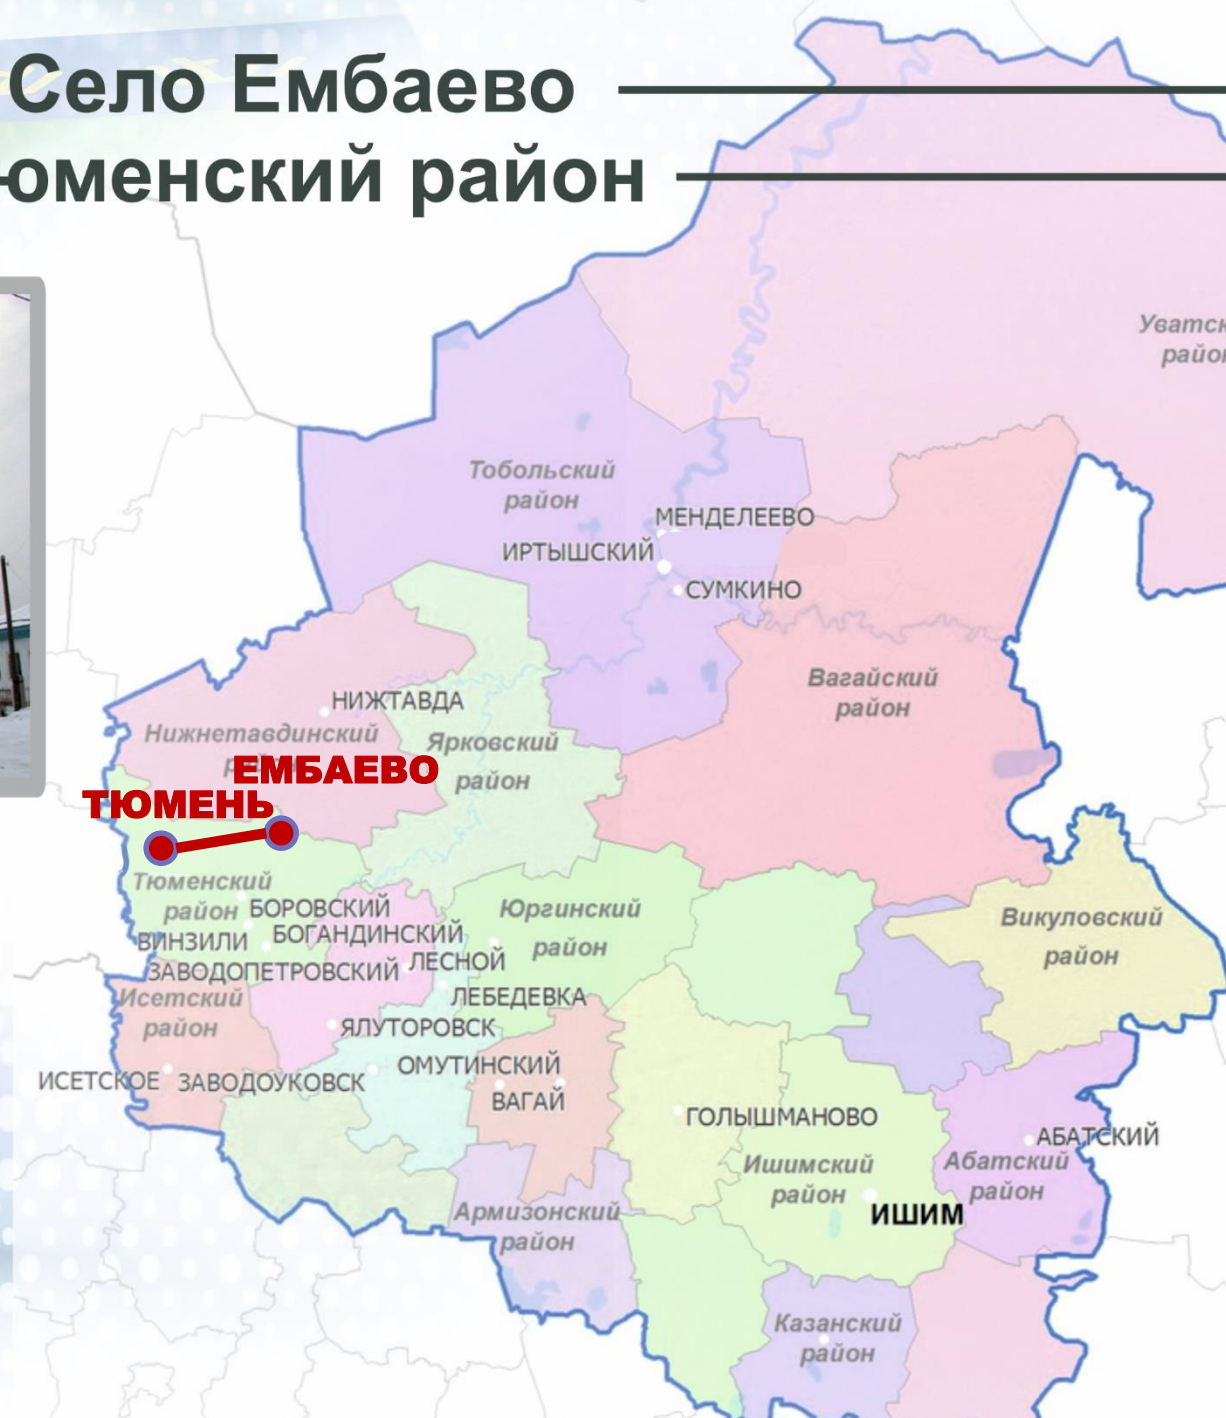 Село Ембаево
юменский район
Уватск
райо
Тобольский
район
МЕНДЕЛЕЕВО
ИРТЫШСКИЙ
СУМКИНО
Вагайский
район
НИЖТАВДА
Нижнетавдинский
Ярковский
район
ЕМБАЕВО
ТЮМЕНЬ
Тюменский
район
БОРОВСКИЙ
ВИНЗИЛИ
БОГАНДИНСКИЙ
ЗАВОДОПЕТРОВСКИЙ
ЛЕСНОЙ
Юргинский
район
Викуловский
район
Исетский
район
ЛЕБЕДЕВКА
ЯЛУТОРОВСК
ИСЕТСКОЕ
ЗАВОДОУКОВСК
ОМУТИНСКИЙ
ВАГАЙ
ГОЛЫШМАНОВО
АБАТСКИЙ
Ишимский
район
Абатский
район
ИШИМ
Армизонский
район
Казанский
район